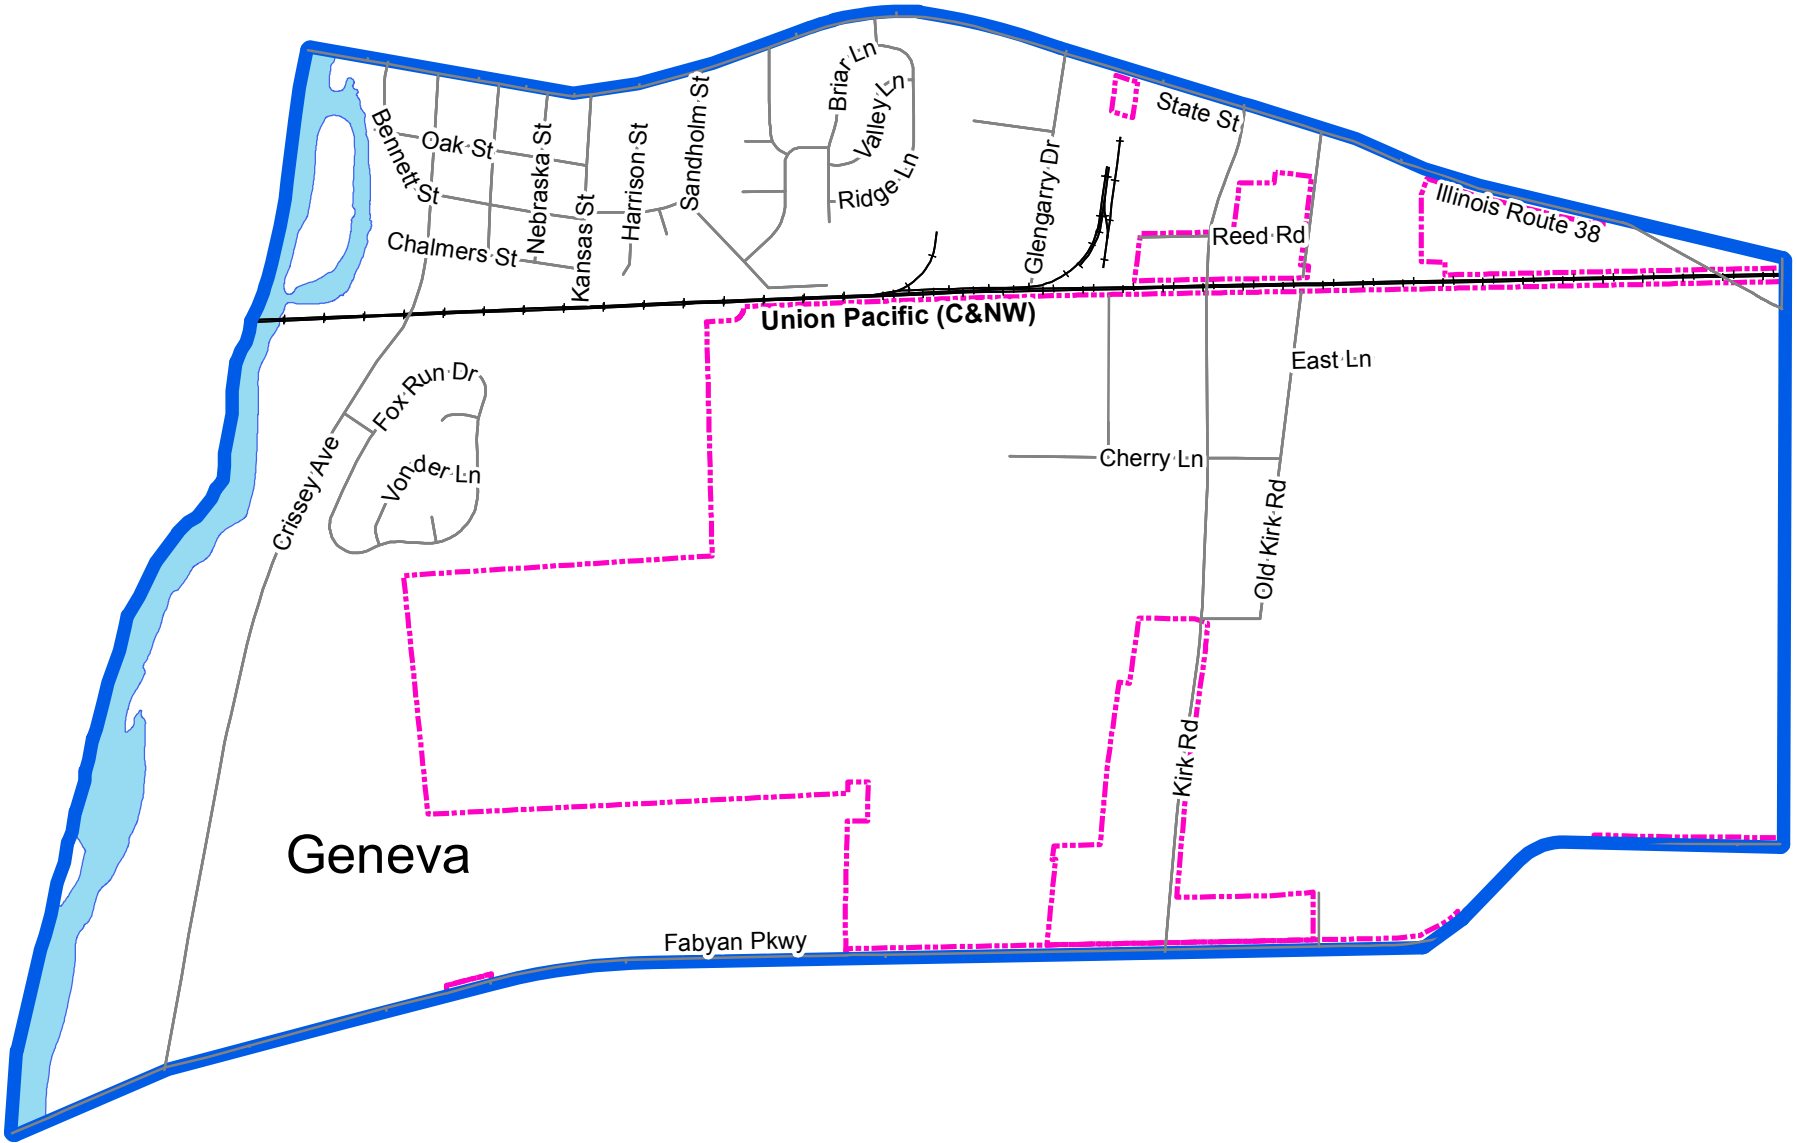 Briar Ln
Valley Ln
Ridge Ln
State St
Bennett St
Oak St
Nebraska St
Kansas St
Harrison St
Sandholm St
Glengarry Dr
Illinois Route 38
Reed Rd
Chalmers St
Union Pacific (C&NW)
East Ln
Fox Run Dr
Crissey Ave
Vonder Ln
Cherry Ln
Old Kirk Rd
Kirk Rd
Geneva
Fabyan Pkwy